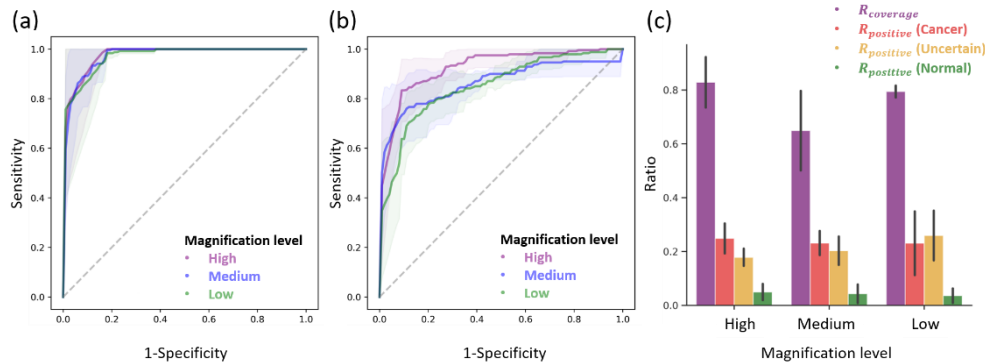 (a)
Sensitivity
1.0
0.8
0.6
0.4
0.2
0.0
0.0 0.2 0.4 0.6 0.8 1.0
1-Specificity
Magnification level
High
Medium
Low
(b)
Sensitivity
1.0
0.8
0.6
0.4
0.2
0.0
0.0 0.2 0.4 0.6 0.8 1.0
1-Specificity
Magnification level
High
Medium
Low
(c)
R_coverage
R_positive (Cancer)
R_positive (Uncertain)
R_positive (Normal)
Ratio
0.8
0.6
0.4
0.2
0.0
High Medium Low
Magnification level